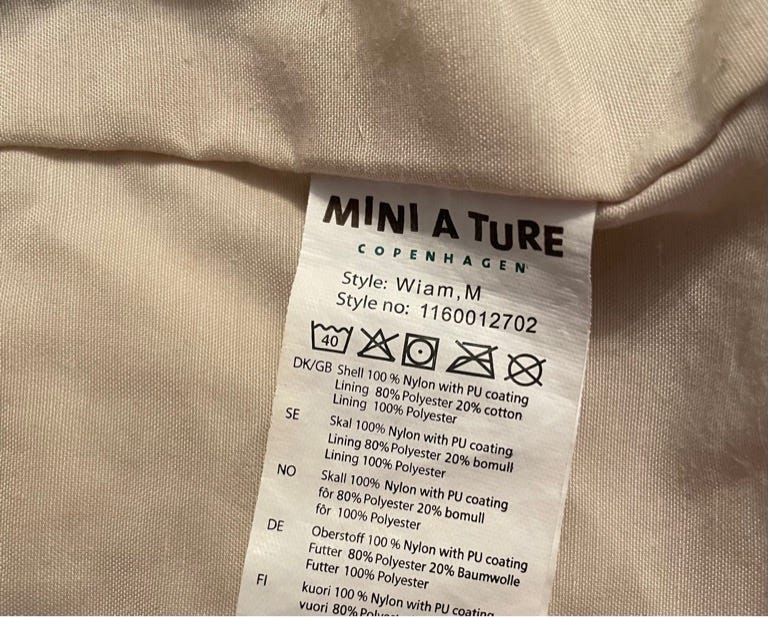 MINI A TURE
COPENHAGEN
Style: Wiam,M
Style no: 1160012702
40
DK/GB Shell 100 % Nylon with PU coating
Lining 80% Polyester 20% cotton
Lining 100% Polyester
SE Skal 100% Nylon with PU coating
Lining 80% Polyester 20% bomull
Lining 100% Polyester
NO Skall 100% Nylon with PU coating
fôr 80% Polyester 20% bomull
fôr 100% Polyester
DE Oberstoff 100 % Nylon with PU coating
Futter 80% Polyester 20% Baumwolle
Futter 100% Polyester
FI kuori 100 % Nylon with PU coating
vuori 80%